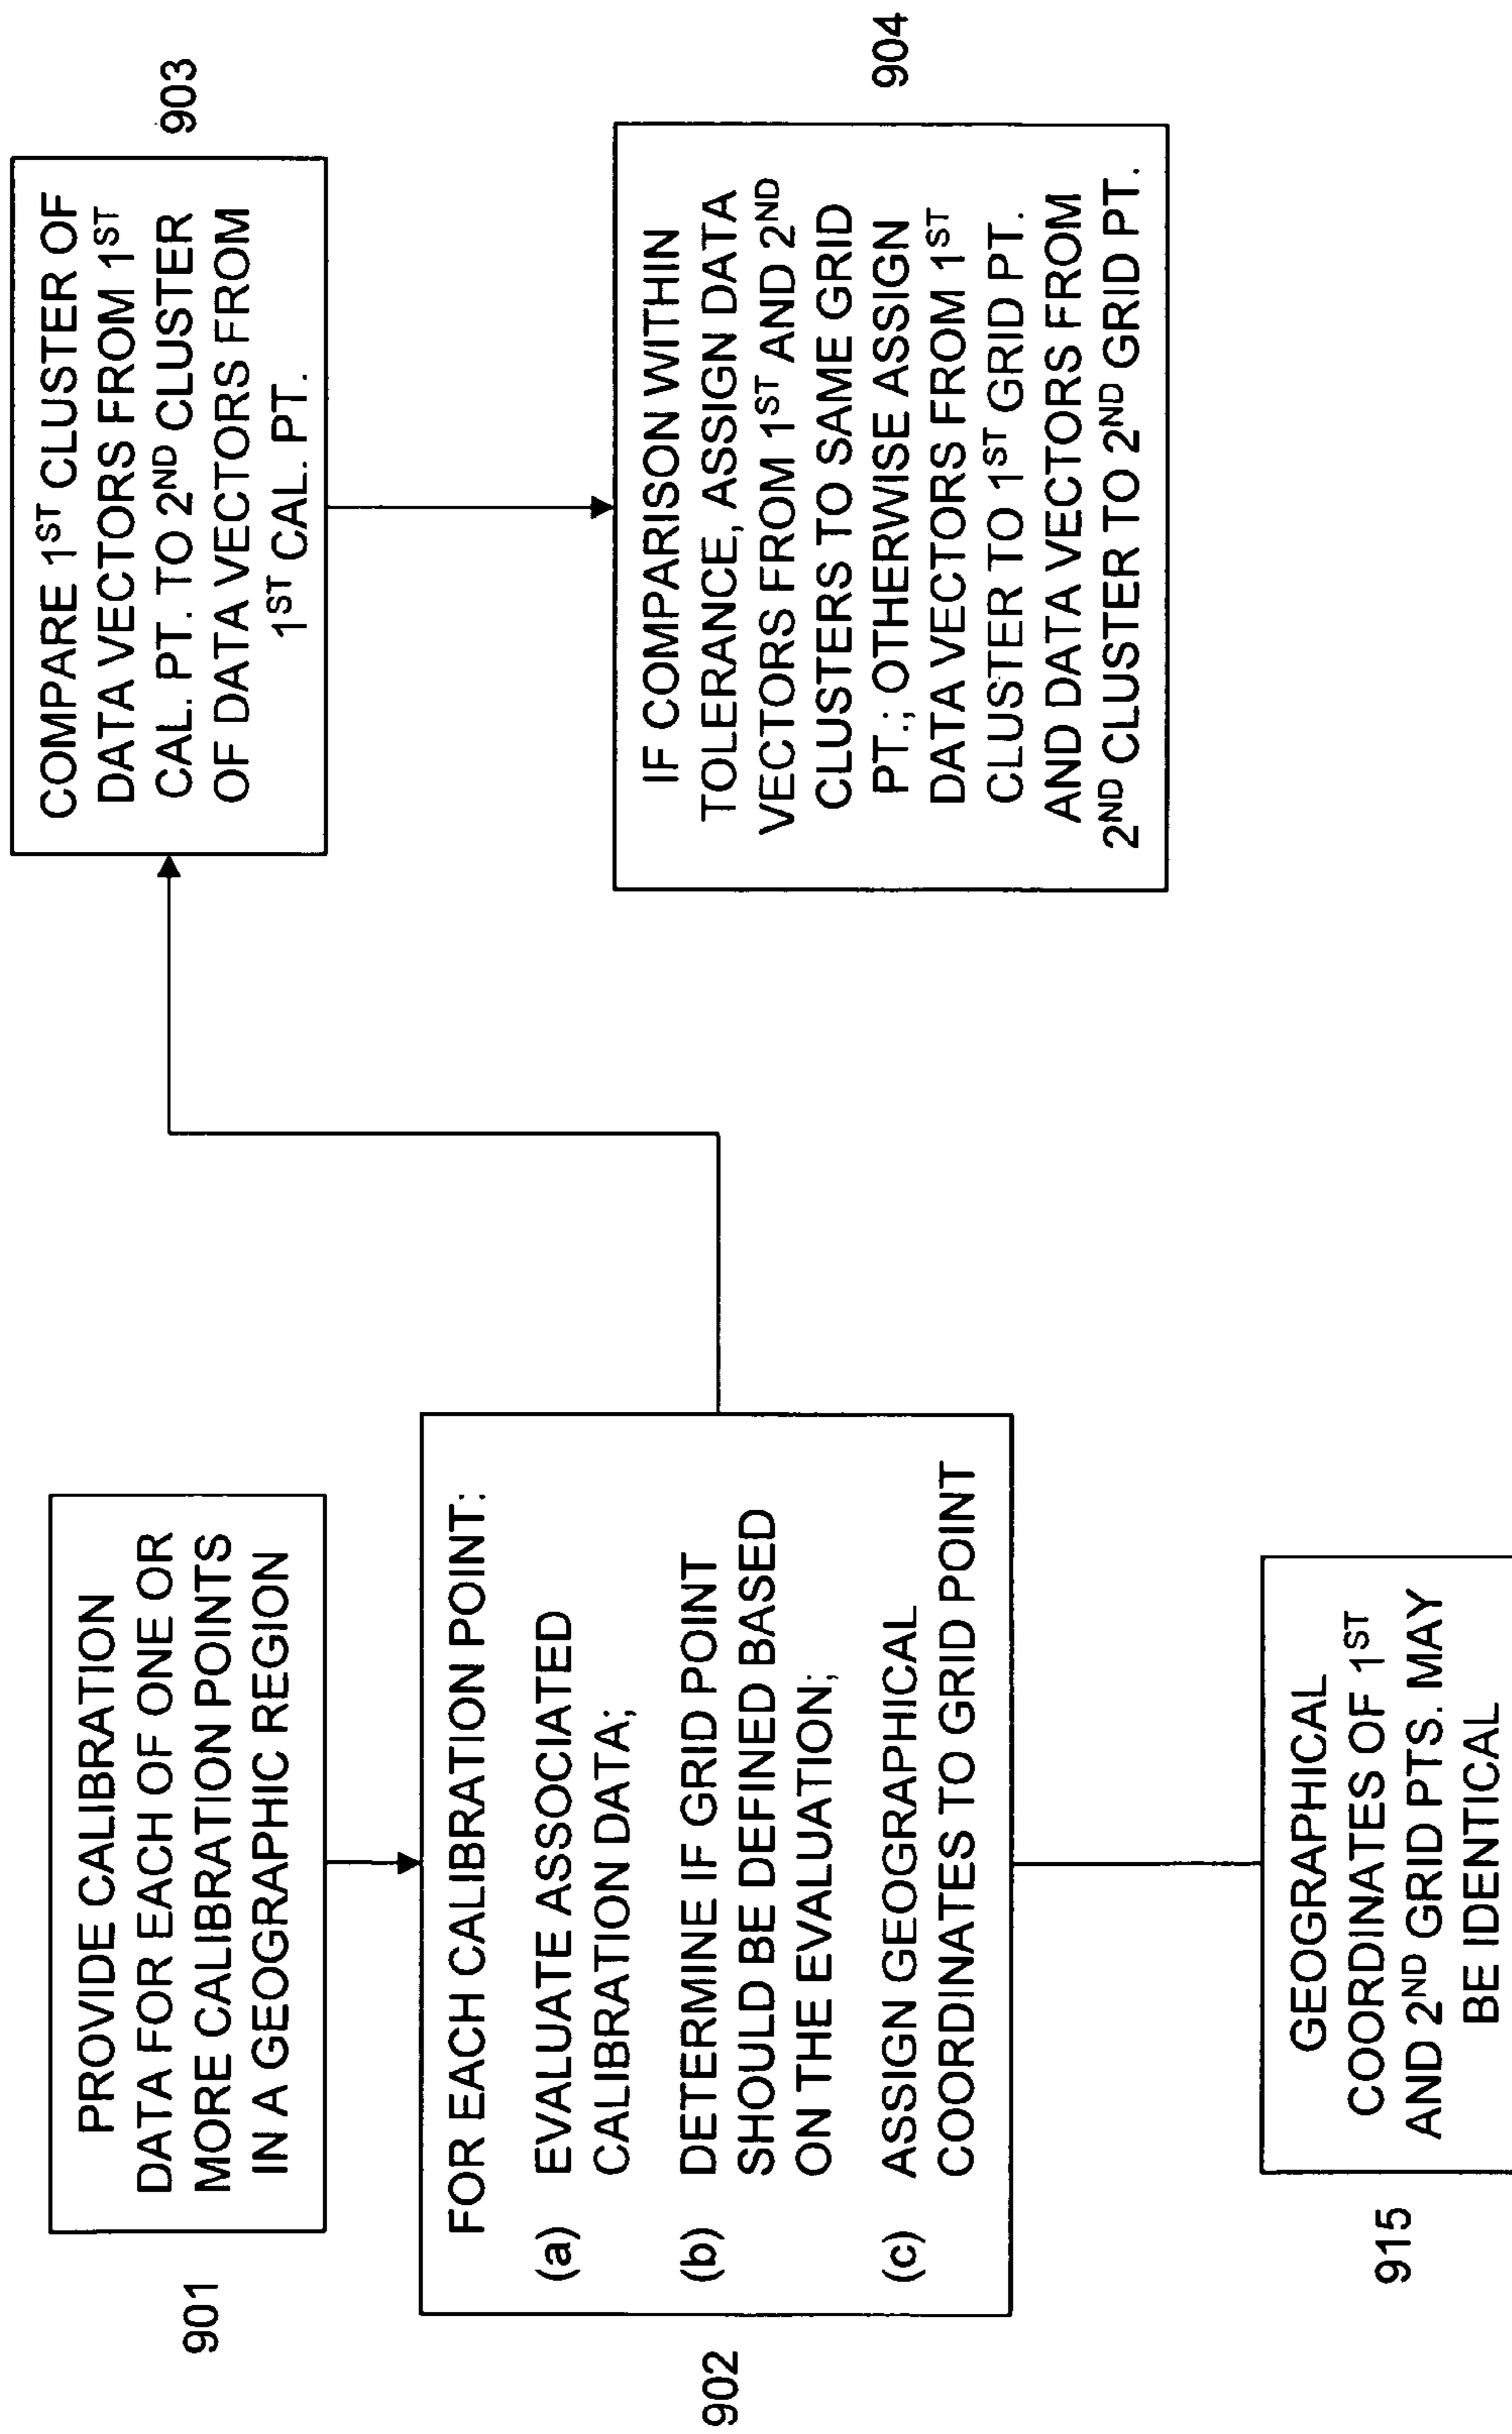 901
PROVIDE CALIBRATION
DATA FOR EACH OF ONE OR
MORE CALIBRATION POINTS
IN A GEOGRAPHIC REGION
902
FOR EACH CALIBRATION POINT:
(a) EVALUATE ASSOCIATED
CALIBRATION DATA;
(b) DETERMINE IF GRID POINT
SHOULD BE DEFINED BASED
ON THE EVALUATION;
(c) ASSIGN GEOGRAPHICAL
COORDINATES TO GRID POINT
915
GEOGRAPHICAL
COORDINATES OF 1ST
AND 2ND GRID PTS. MAY
BE IDENTICAL
903
COMPARE 1ST CLUSTER OF
DATA VECTORS FROM 1ST
CAL. PT. TO 2ND CLUSTER
OF DATA VECTORS FROM
1ST CAL. PT.
904
IF COMPARISON WITHIN
TOLERANCE, ASSIGN DATA
VECTORS FROM 1ST AND 2ND
CLUSTERS TO SAME GRID
PT.; OTHERWISE ASSIGN
DATA VECTORS FROM 1ST
CLUSTER TO 1ST GRID PT.
AND DATA VECTORS FROM
2ND CLUSTER TO 2ND GRID PT.